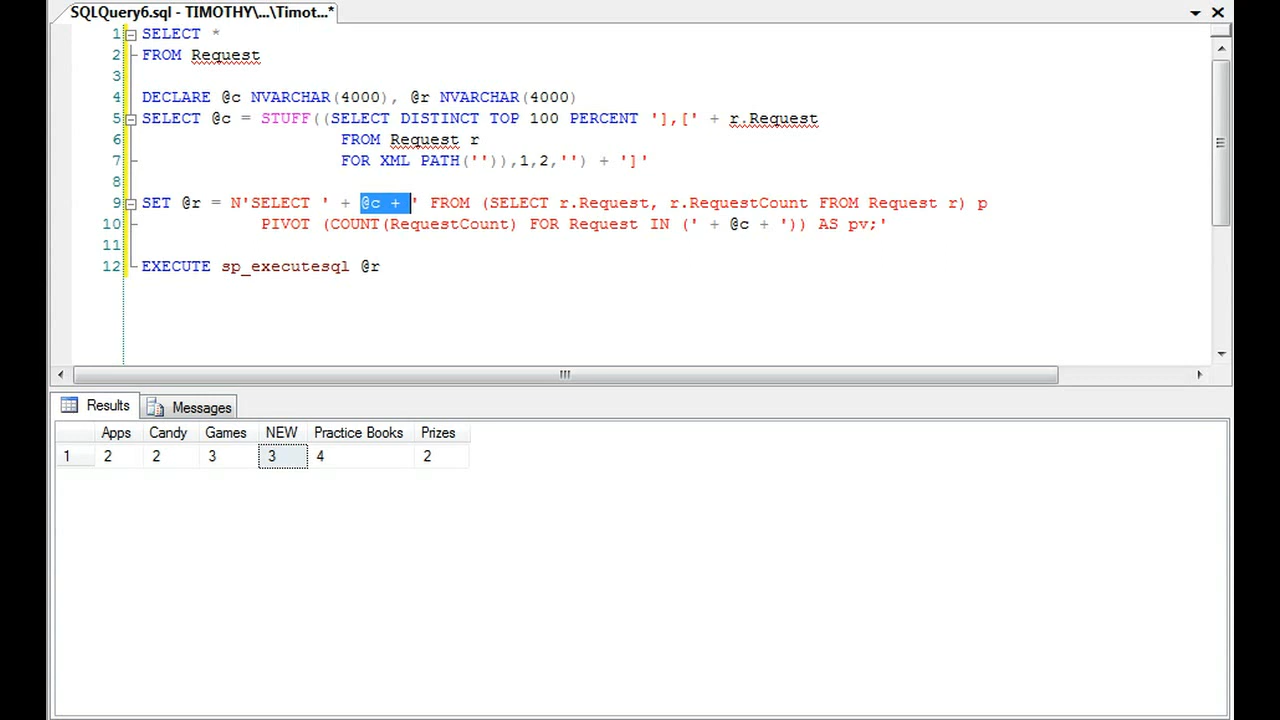 SQLQuery6.sql - TIMOTHY\...\Timot...*
1 SELECT *
2 FROM Request
3
4 DECLARE @c NVARCHAR(4000), @r NVARCHAR(4000)
5 SELECT @c = STUFF((SELECT DISTINCT TOP 100 PERCENT '],[' + r.Request
6 FROM Request r
7 FOR XML PATH('')),1,2,'') + ']'
8
9 SET @r = N'SELECT ' + @c + ' FROM (SELECT r.Request, r.RequestCount FROM Request r) p
10 PIVOT (COUNT(RequestCount) FOR Request IN (' + @c + ')) AS pv;'
11
12 EXECUTE sp_executesql @r
Results Messages
Apps Candy Games NEW Practice Books Prizes
1 2 2 3 3 4 2